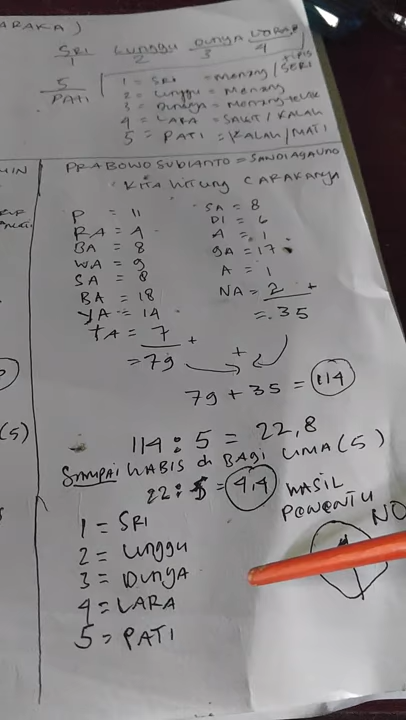 ARAKA)
SRI LUNGGU DUNYA LORA
1 2 3 4
5
PATI
1 = SRI = MENANG / SERI
2 = LUNGGU = MENANG
3 = DUNYA = MENANG
4 = LARA = SAKIT / KALAH
5 = PATI = KALAH / MATI
PRABOWO SUBIANTO = SANDIAGAUNO
KITA HITUNG CARAKANYA
P = 11
RA = 4
BA = 8
WA = 9
SA = 8
BA = 18
YA = 14
TA = 7 +
= 79
SA = 8
DI = 6
A = 1
GA = 17
A = 1
NA = 2 +
= 35
+
79 + 35 = 114
(5)
114 : 5 = 22,8
SAMPAI HABIS di BAGI LIMA (5)
22 : 5 = 4.4 HASIL PENENTU
1 = SRI
2 = LUNGGU
3 = DUNYA
4 = LARA
5 = PATI
NO